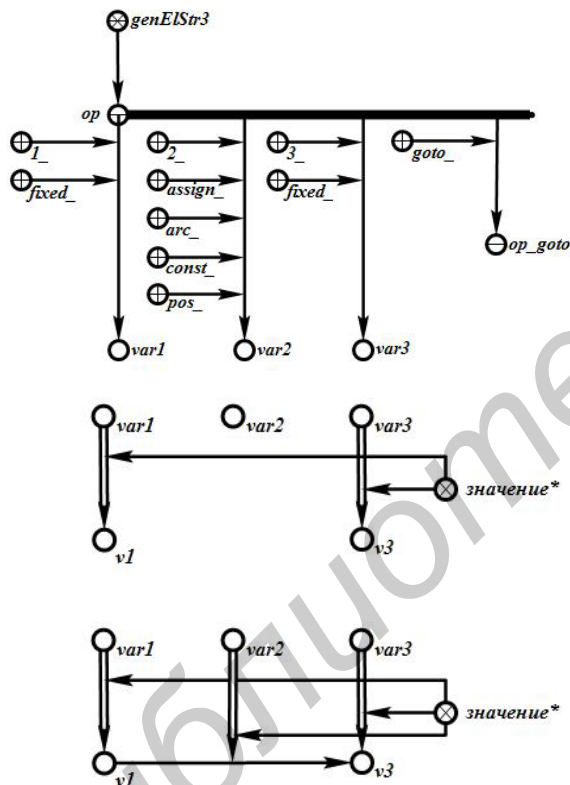 genElStr3
op
1_ 2_ 3_ goto_
fixed_ assign_ fixed_
arc_ op_goto
const_
pos_
var1 var2 var3
var1 var2 var3
значение*
v1 v3
var1 var2 var3
значение*
v1 v3